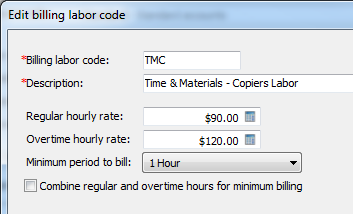 Edit billing labor code
*Billing labor code: TMC
*Description: Time & Materials - Copiers Labor
Regular hourly rate: $90.00
Overtime hourly rate: $120.00
Minimum period to bill: 1 Hour
Combine regular and overtime hours for minimum billing